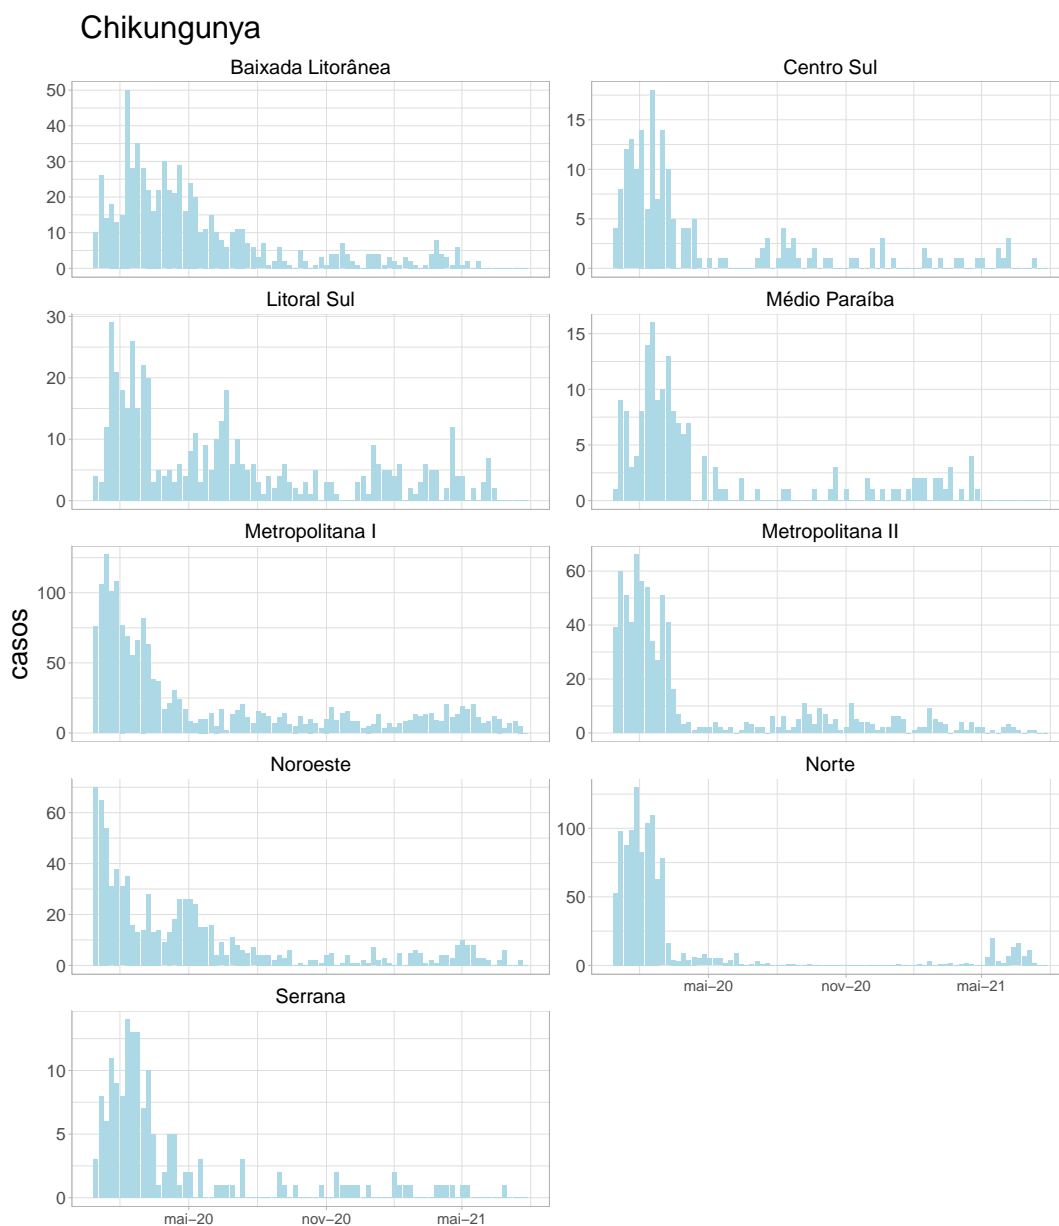 Chikungunya
Baixada Litorânea
Centro Sul
50
40
30
20
10
0
15
10
5
0
Litoral Sul
Médio Paraíba
30
20
10
0
15
10
5
0
Metropolitana I
Metropolitana II
100
50
0
60
40
20
0
casos
Noroeste
Norte
60
40
20
0
100
50
0
mai−20 nov−20 mai−21
Serrana
10
5
0
mai−20 nov−20 mai−21